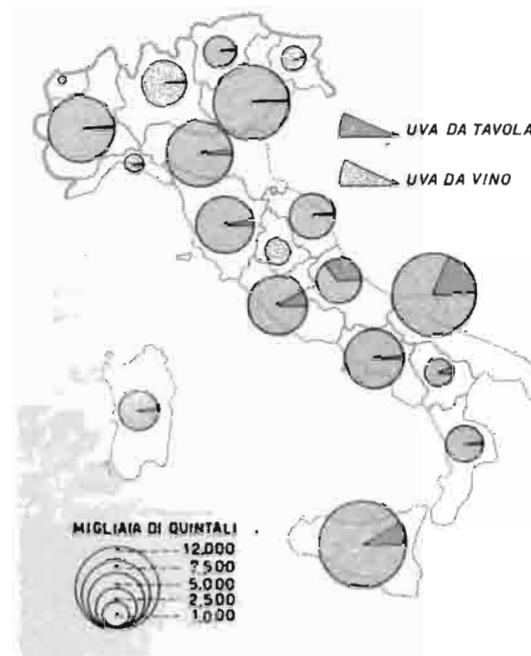 UVA DA TAVOLA
UVA DA VINO
MIGLIAIA DI QUINTALI
12,000
7,500
5,000
2,500
1,000